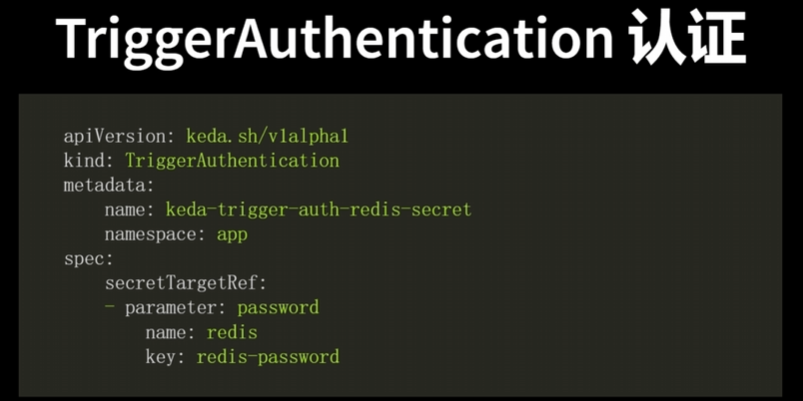 TriggerAuthentication 认证
apiVersion: keda.sh/v1alpha1
kind: TriggerAuthentication
metadata:
    name: keda-trigger-auth-redis-secret
    namespace: app
spec:
    secretTargetRef:
    - parameter: password
        name: redis
        key: redis-password